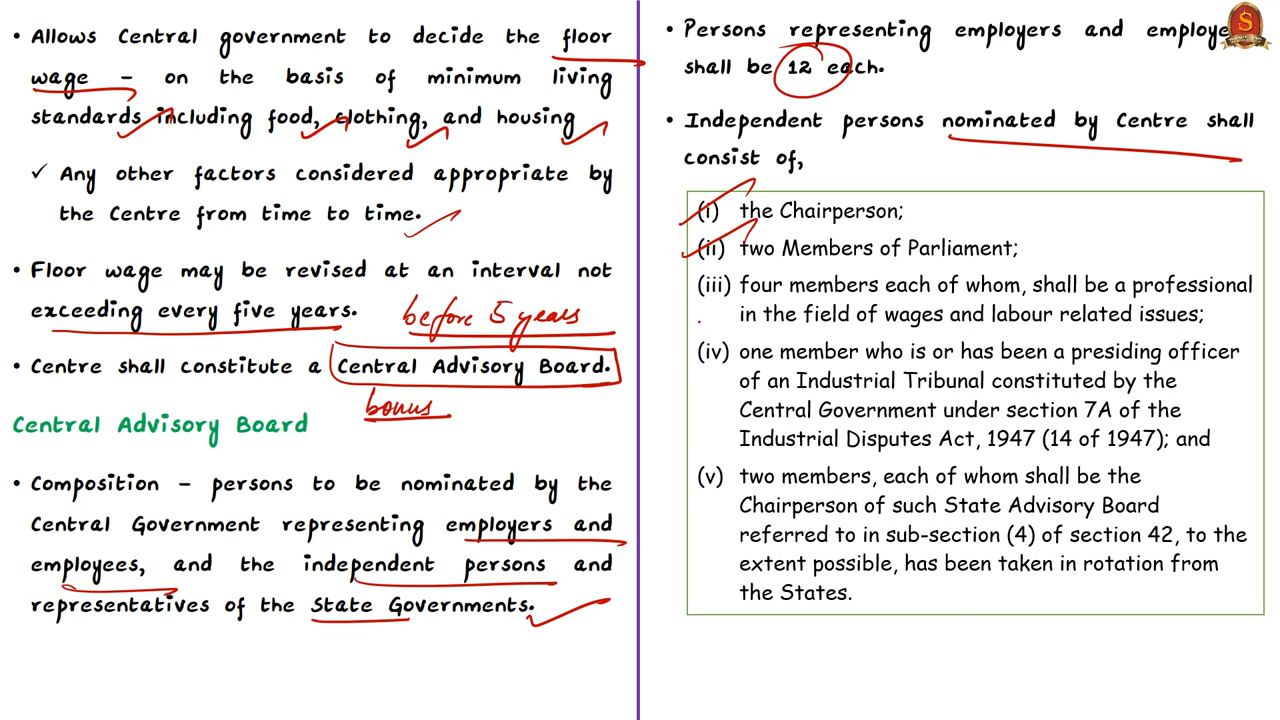 • Allows Central government to decide the floor
wage – on the basis of minimum living
standards including food, clothing, and housing
✓ Any other factors considered appropriate by
the Centre from time to time.
• Floor wage may be revised at an interval not
exceeding every five years.
before 5 years
• Centre shall constitute a Central Advisory Board.
bonus
Central Advisory Board
• Composition – persons to be nominated by the
Central Government representing employers and
employees, and the independent persons and
representatives of the State Governments.
• Persons representing employers and employe
shall be 12 each.
• Independent persons nominated by Centre shall
consist of,
(i) the Chairperson;
(ii) two Members of Parliament;
(iii) four members each of whom, shall be a professional
in the field of wages and labour related issues;
(iv) one member who is or has been a presiding officer
of an Industrial Tribunal constituted by the
Central Government under section 7A of the
Industrial Disputes Act, 1947 (14 of 1947); and
(v) two members, each of whom shall be the
Chairperson of such State Advisory Board
referred to in sub-section (4) of section 42, to the
extent possible, has been taken in rotation from
the States.
S